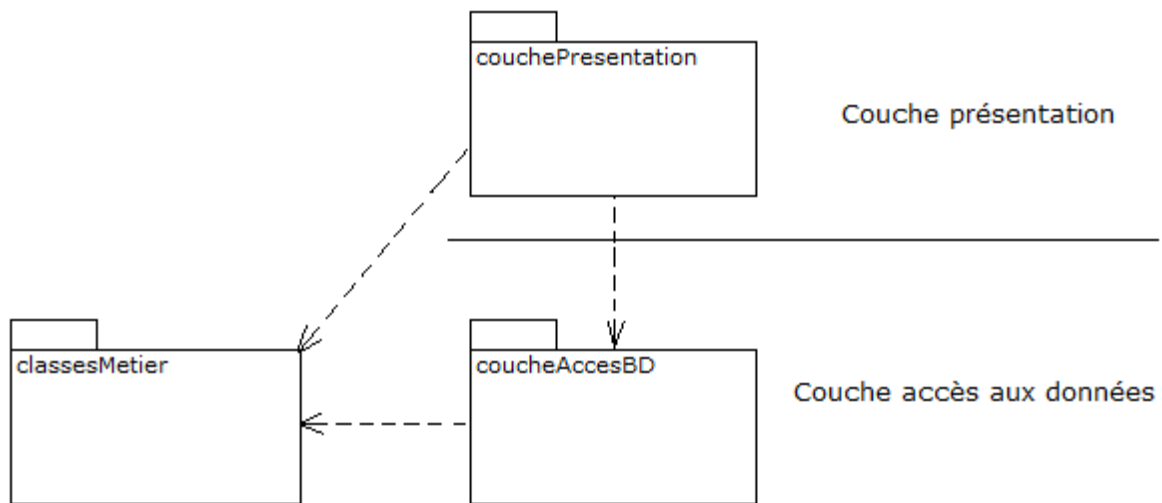 couchePresentation
Couche présentation
classesMetier
coucheAccesBD
Couche accès aux données